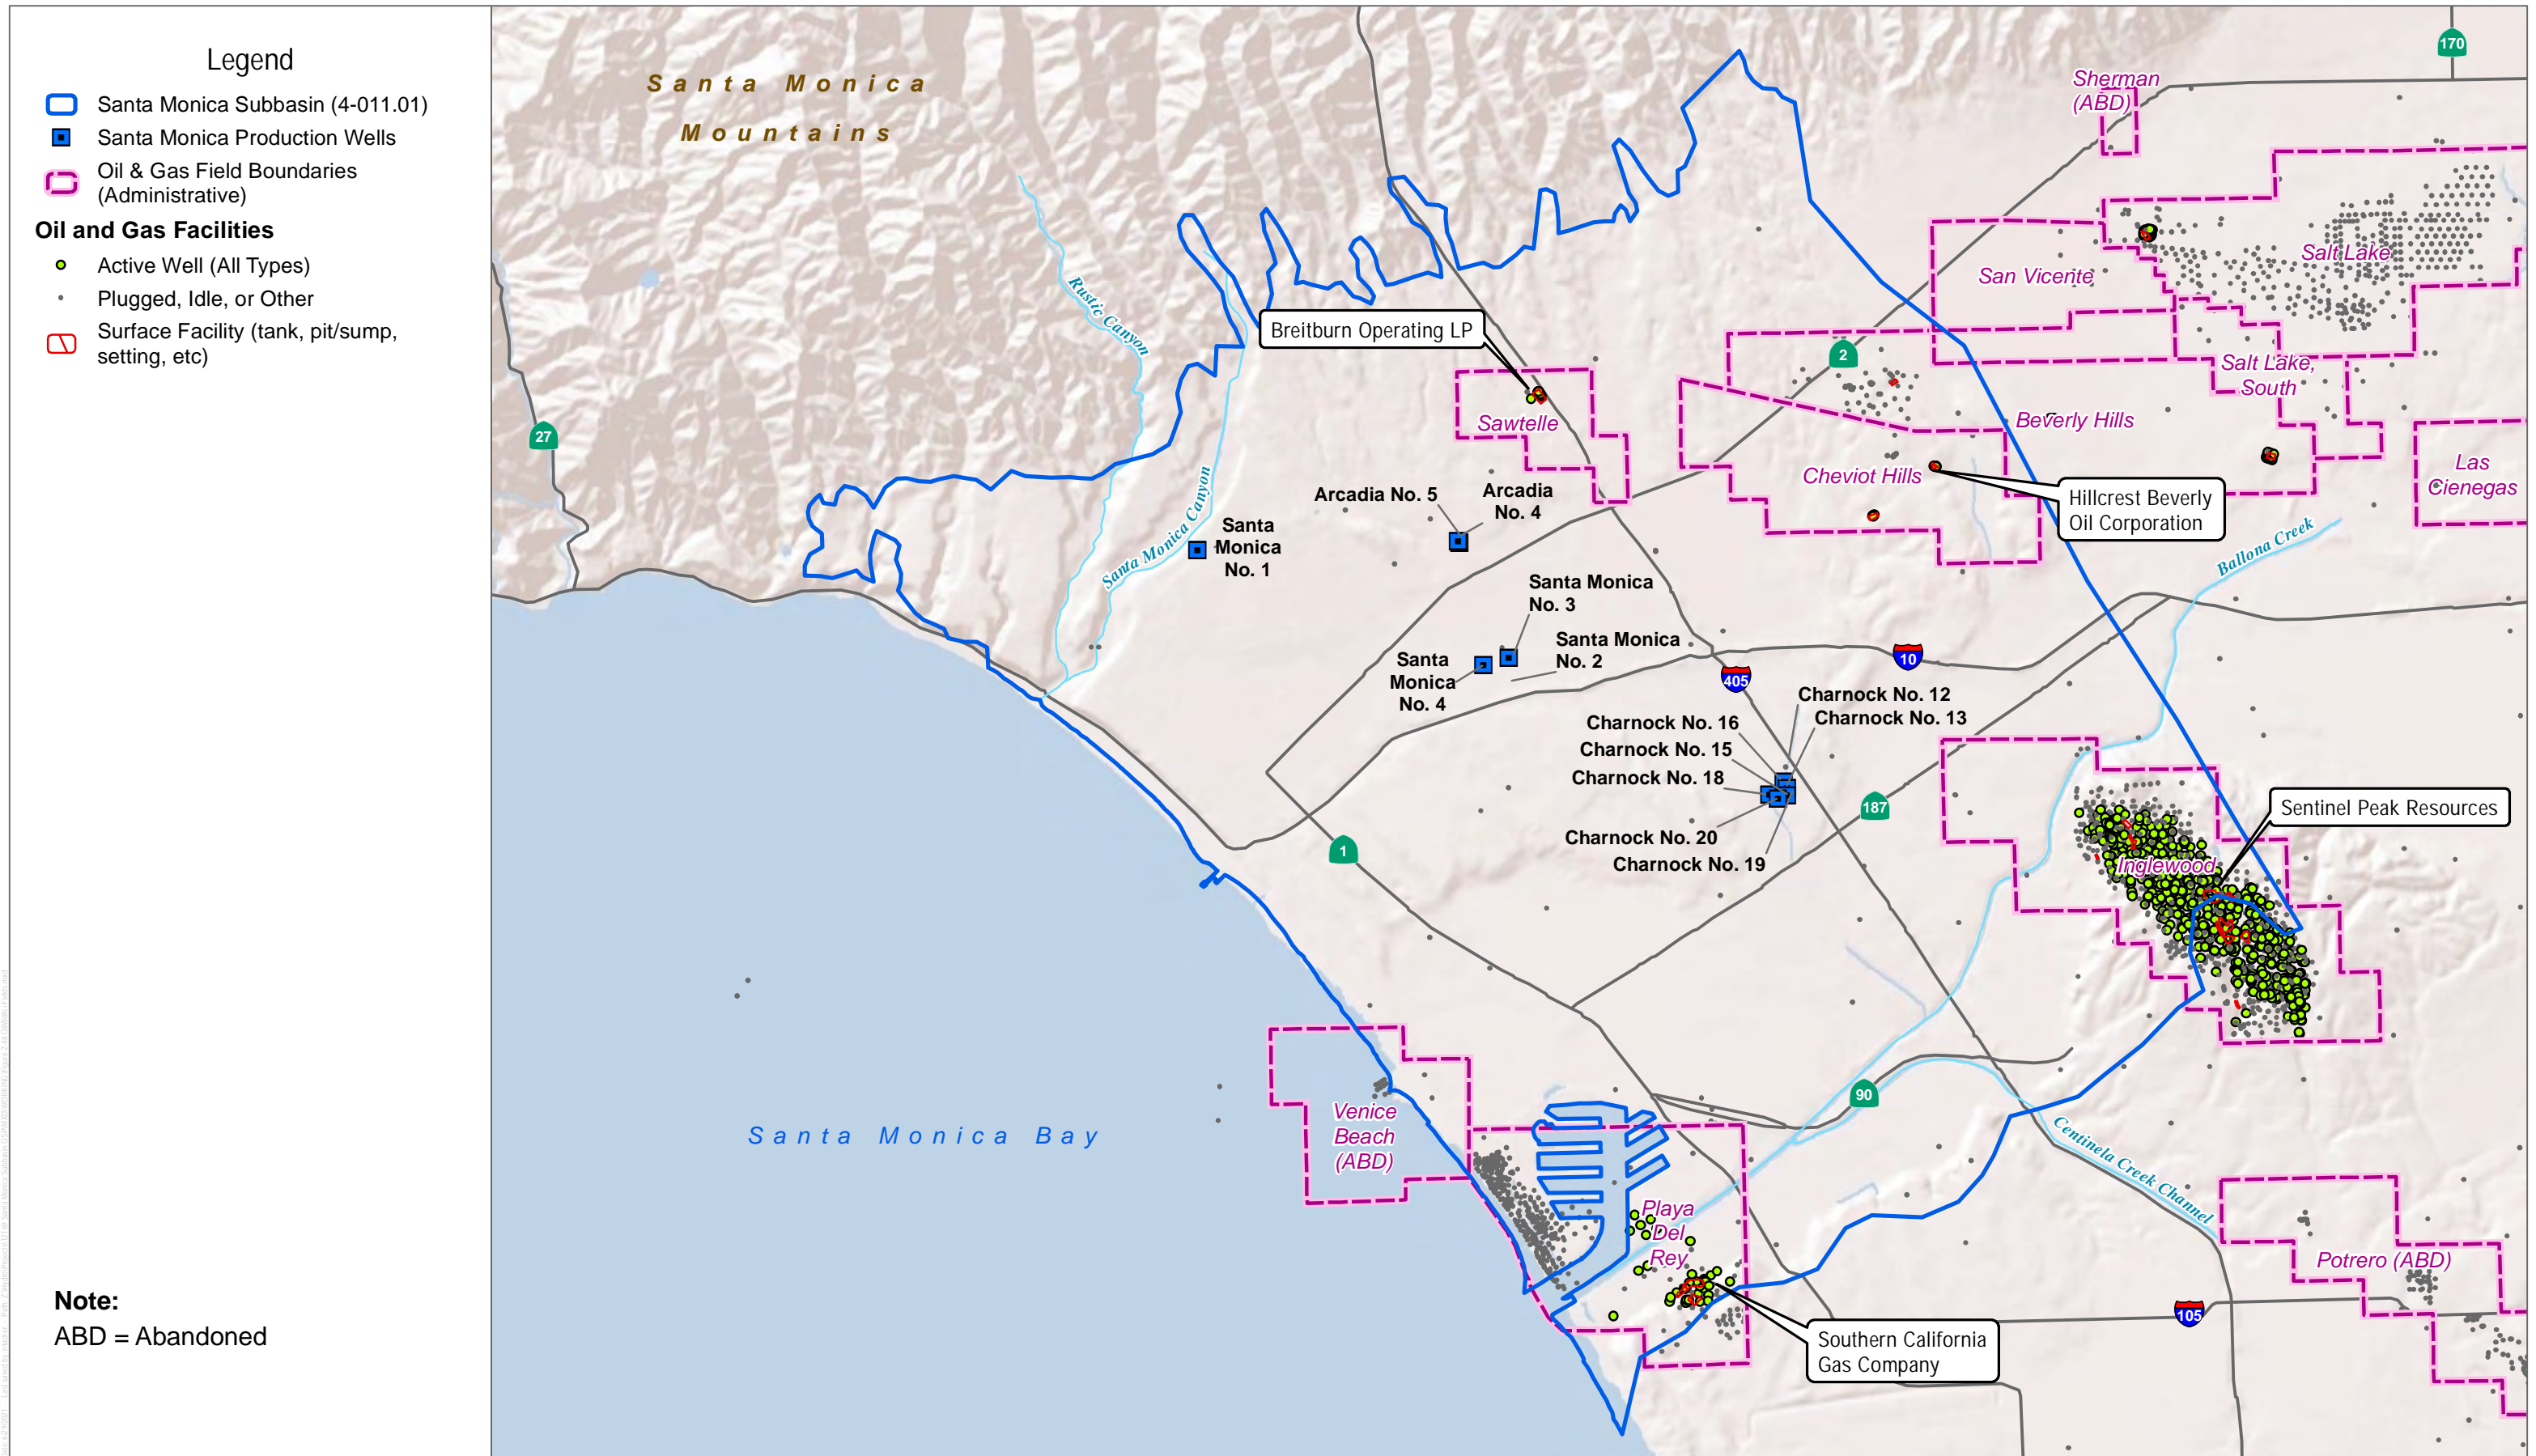 Legend
Santa Monica Subbasin (4-011.01)
Santa Monica Production Wells
Oil & Gas Field Boundaries
(Administrative)
Oil and Gas Facilities
Active Well (All Types)
Plugged, Idle, or Other
Surface Facility (tank, pit/sump,
setting, etc)
Note:
ABD = Abandoned
Santa Monica
Mountains
170
Sherman
(ABD)
Salt Lake
San Vicente
Rustic Canyon
Breitburn Operating LP
2
Salt Lake,
South
Sawtelle
Beverly Hills
27
Cheviot Hills
Las
Cienegas
Hillcrest Beverly
Oil Corporation
Arcadia No. 5
Arcadia
No. 4
Santa Monica Canyon
Santa
Monica
No. 1
Ballona Creek
Santa Monica
No. 3
Santa Monica
No. 2
Santa
Monica
No. 4
10
405
Charnock No. 12
Charnock No. 13
Charnock No. 16
Charnock No. 15
Charnock No. 18
Charnock No. 20
Charnock No. 19
187
1
Sentinel Peak Resources
Inglewood
90
Santa Monica Bay
Venice
Beach
(ABD)
Centinela Creek Channel
Playa
Del
Rey
Potrero (ABD)
105
Southern California
Gas Company